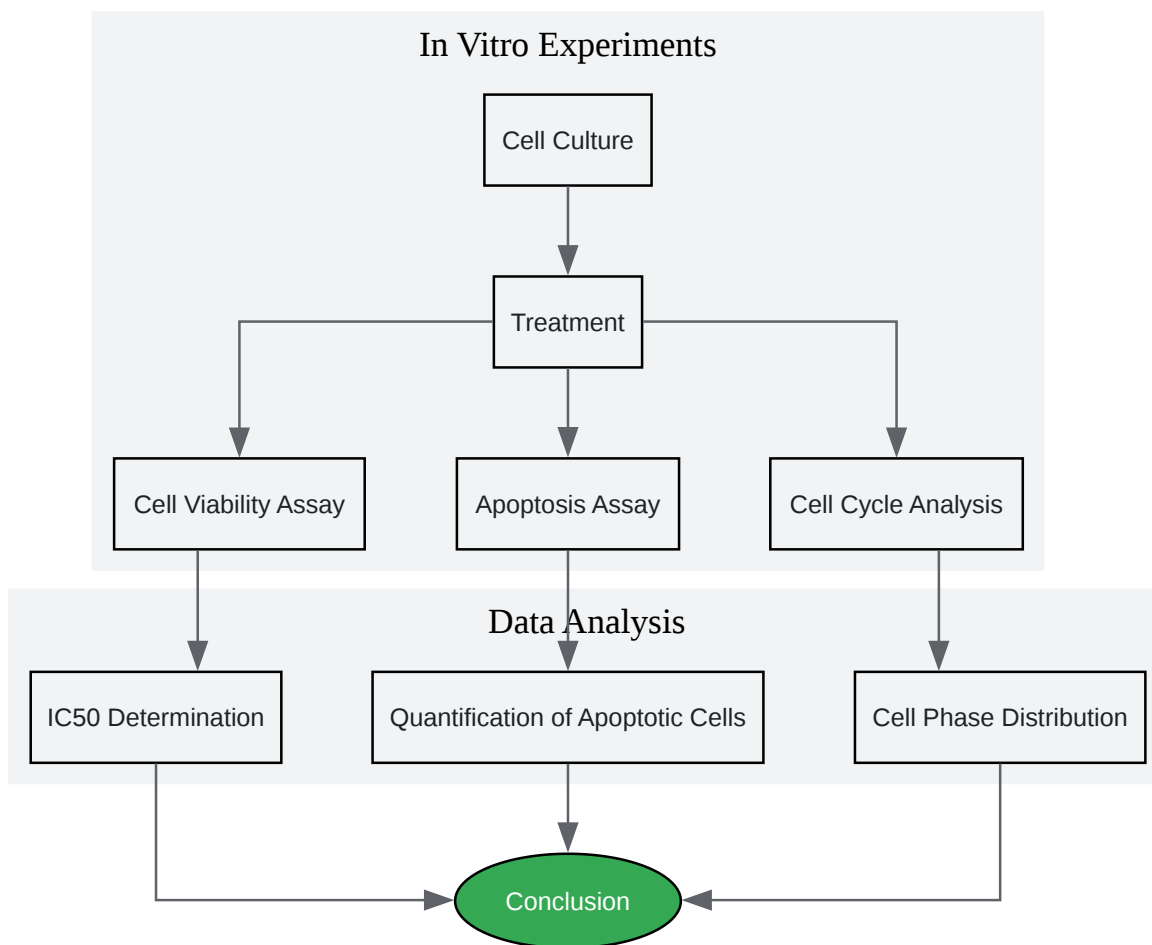 In Vitro Experiments
Cell Culture
Treatment
Cell Viability Assay
Apoptosis Assay
Cell Cycle Analysis
Data Analysis
IC50 Determination
Quantification of Apoptotic Cells
Cell Phase Distribution
Conclusion